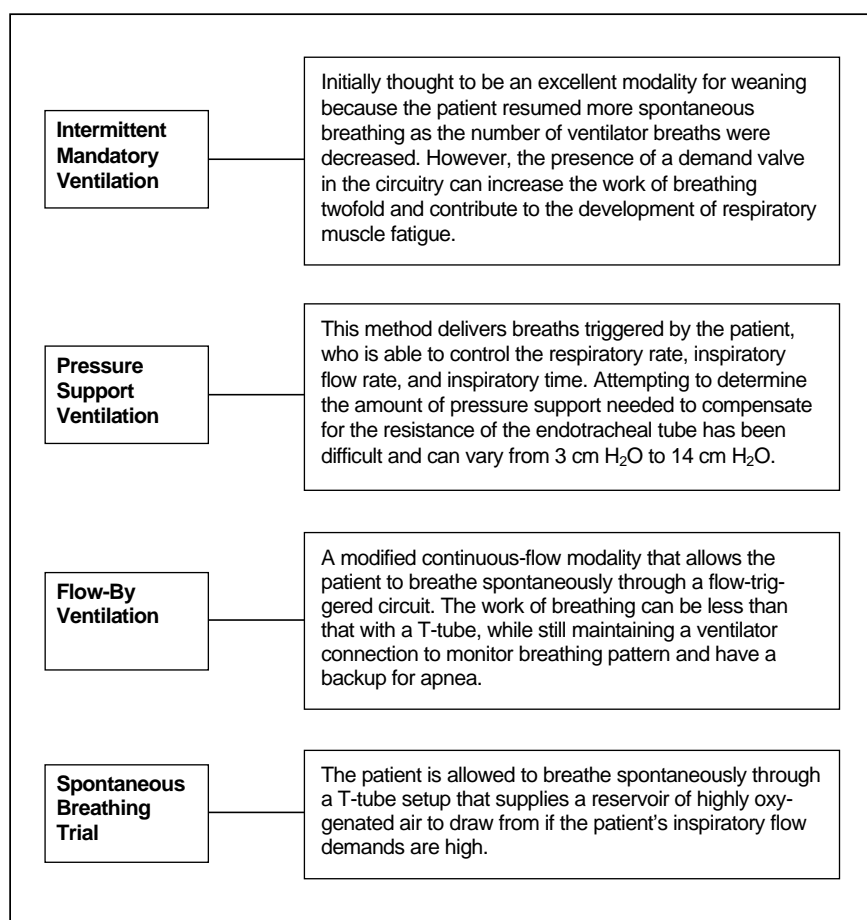 Intermittent
Mandatory
Ventilation
Initially thought to be an excellent modality for weaning
because the patient resumed more spontaneous
breathing as the number of ventilator breaths were
decreased. However, the presence of a demand valve
in the circuitry can increase the work of breathing
twofold and contribute to the development of respiratory
muscle fatigue.
Pressure
Support
Ventilation
This method delivers breaths triggered by the patient,
who is able to control the respiratory rate, inspiratory
flow rate, and inspiratory time. Attempting to determine
the amount of pressure support needed to compensate
for the resistance of the endotracheal tube has been
difficult and can vary from 3 cm H₂O to 14 cm H₂O.
Flow-By
Ventilation
A modified continuous-flow modality that allows the
patient to breathe spontaneously through a flow-trig-
gered circuit. The work of breathing can be less than
that with a T-tube, while still maintaining a ventilator
connection to monitor breathing pattern and have a
backup for apnea.
Spontaneous
Breathing
Trial
The patient is allowed to breathe spontaneously through
a T-tube setup that supplies a reservoir of highly oxy-
genated air to draw from if the patient's inspiratory flow
demands are high.